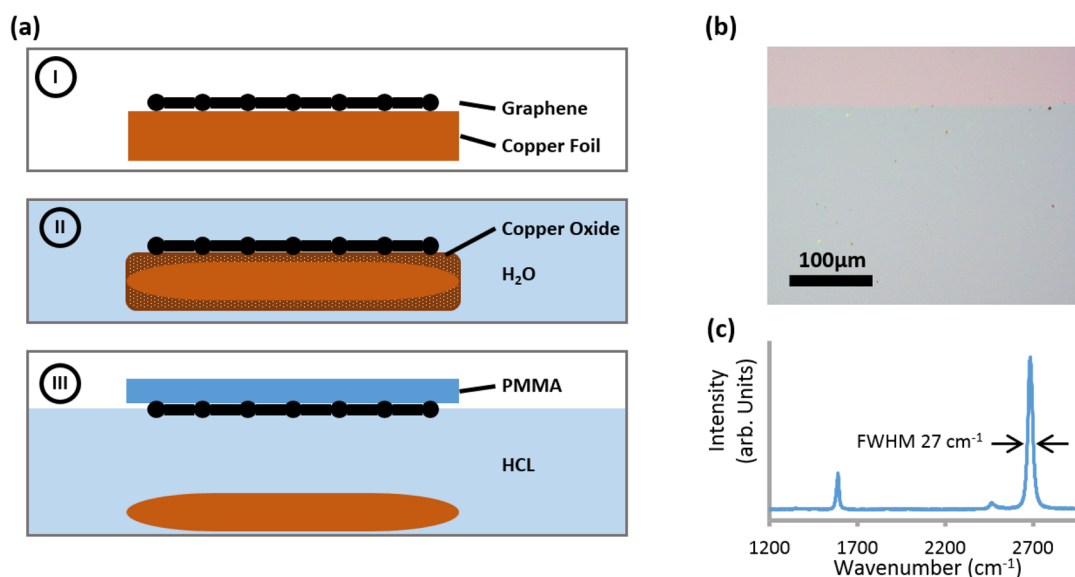 (a)
I
Graphene
Copper Foil
II
Copper Oxide
H₂O
III
PMMA
HCL
(b)
100µm
(c)
Intensity
(arb. Units)
FWHM 27 cm⁻¹
1200 1700 2200 2700
Wavenumber (cm⁻¹)